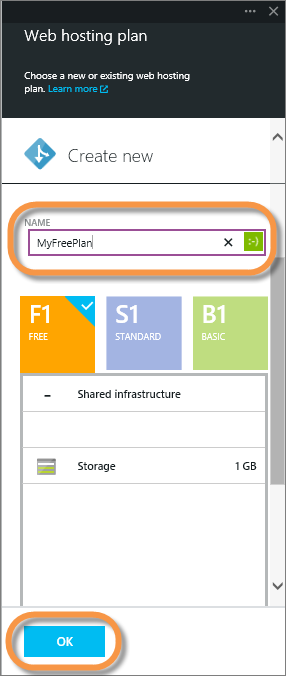 Web hosting plan
Choose a new or existing web hosting
plan. Learn more
Create new
NAME
MyFreePlan
:-)
F1
FREE
S1
STANDARD
B1
BASIC
Shared infrastructure
Storage 1 GB
OK